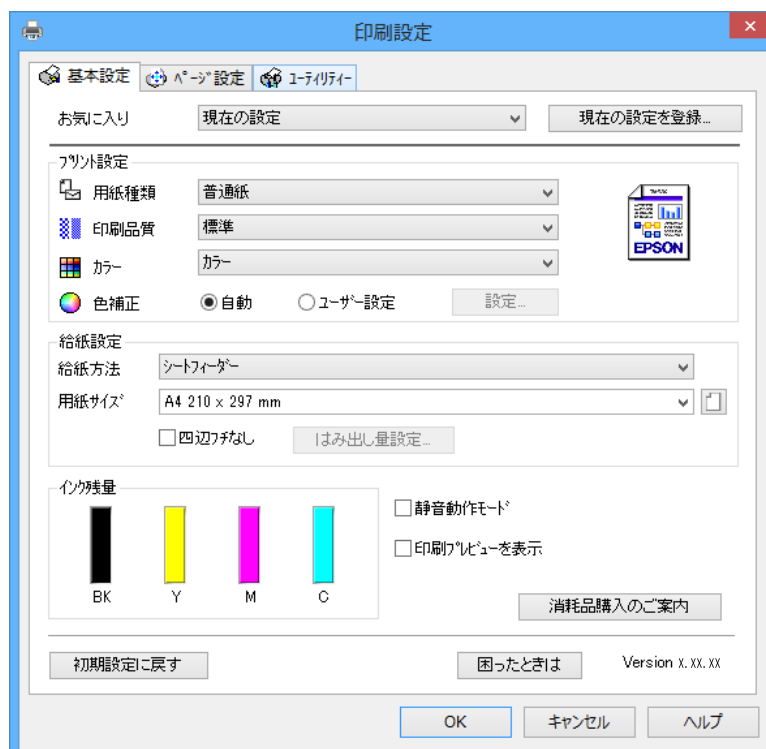 印刷設定
基本設定 ページ設定 ユーティリティー
お気に入り 現在の設定 現在の設定を登録...
プリント設定
用紙種類 普通紙
印刷品質 標準
カラー カラー
色補正 自動 ユーザー設定 設定...
EPSON
給紙設定
給紙方法 シートフィーダー
用紙サイズ A4 210 x 297 mm
四辺フチなし はみ出し量設定...
インク残量
BK Y M C
静音動作モード
印刷プレビューを表示
消耗品購入のご案内
初期設定に戻す 困ったときは Version x.xx.xx
OK キャンセル ヘルプ